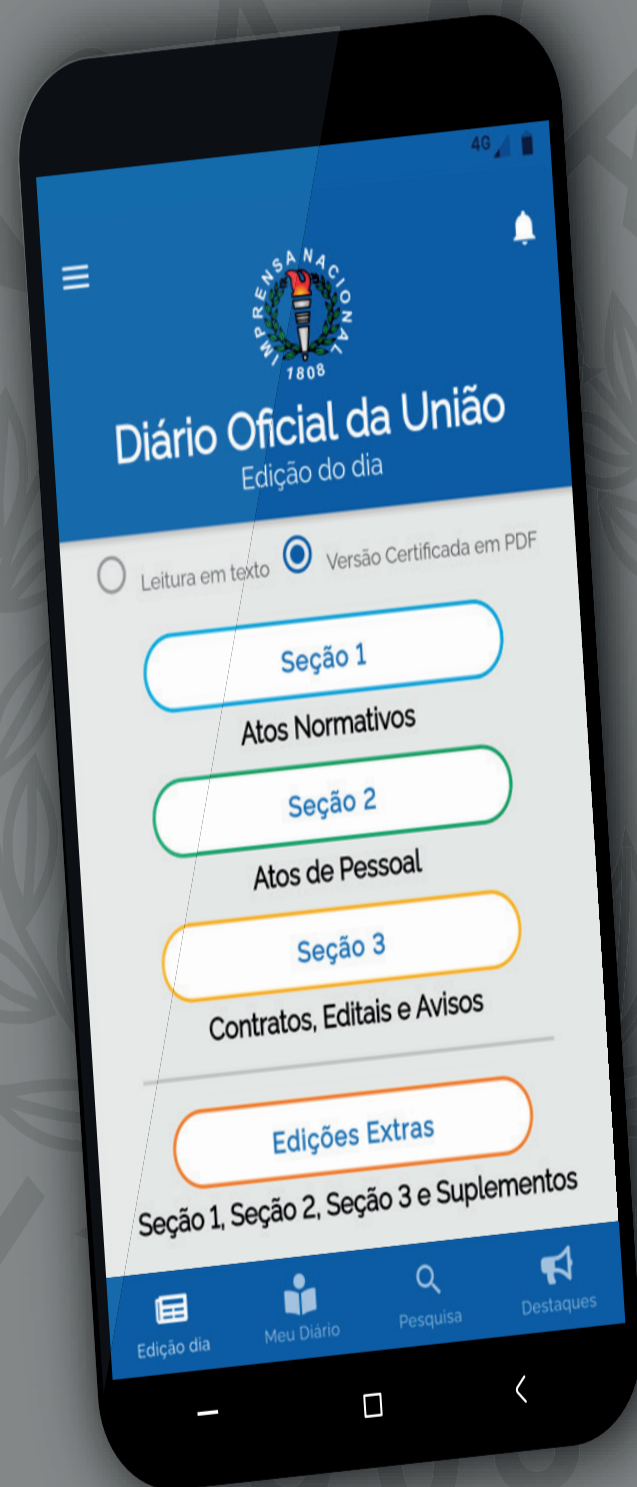 4G
IMPRENSA NACIONAL
1808
Diário Oficial da União
Edição do dia
Leitura em texto Versão Certificada em PDF
Seção 1
Atos Normativos
Seção 2
Atos de Pessoal
Seção 3
Contratos, Editais e Avisos
Edições Extras
Seção 1, Seção 2, Seção 3 e Suplementos
Edição dia Meu Diário Pesquisa Destaques